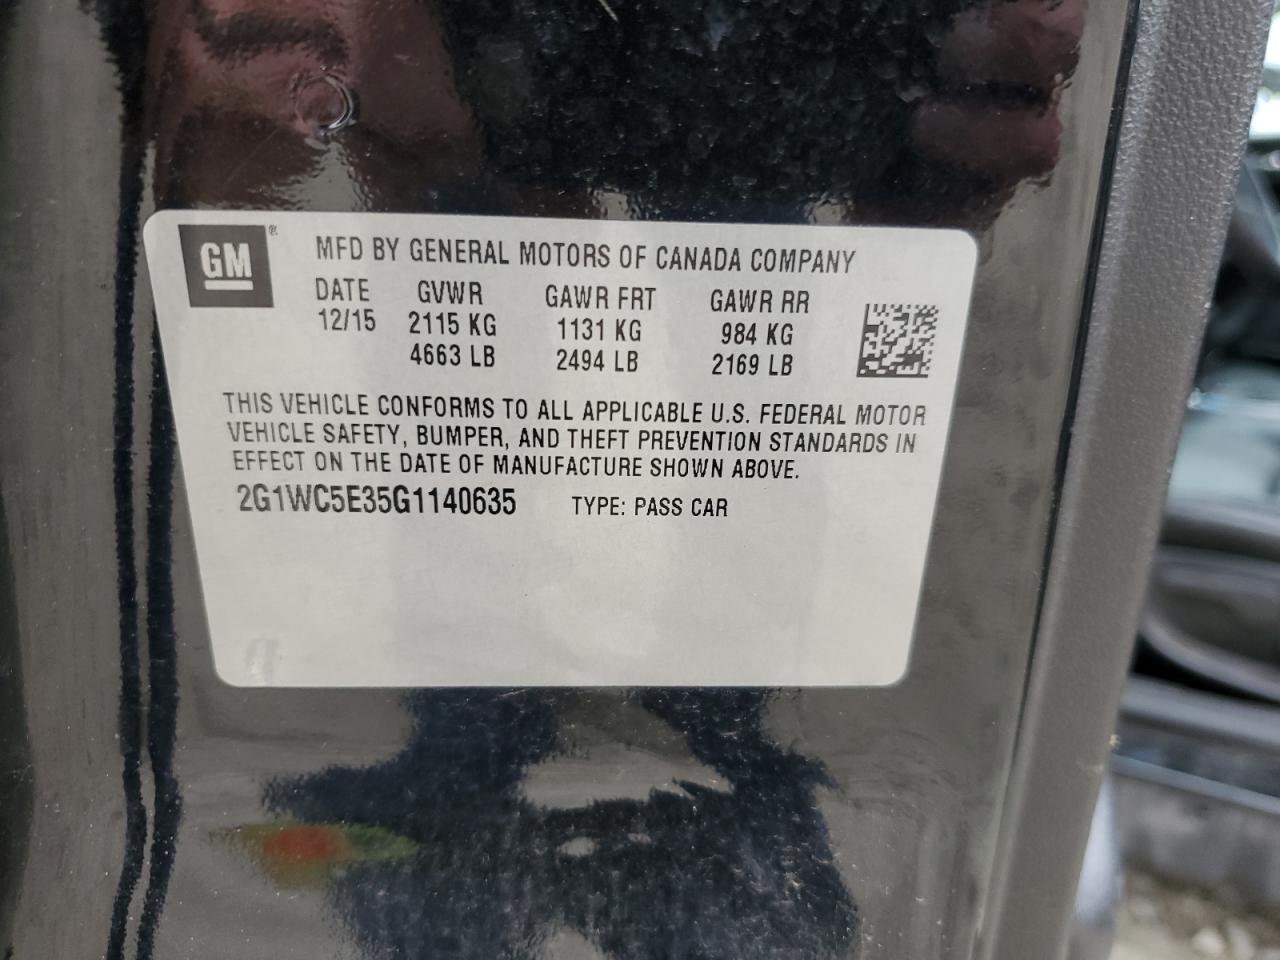 GM®
MFD BY GENERAL MOTORS OF CANADA COMPANY
DATE GVWR GAWR FRT GAWR RR
12/15 2115 KG 1131 KG 984 KG
4663 LB 2494 LB 2169 LB
THIS VEHICLE CONFORMS TO ALL APPLICABLE U.S. FEDERAL MOTOR
VEHICLE SAFETY, BUMPER, AND THEFT PREVENTION STANDARDS IN
EFFECT ON THE DATE OF MANUFACTURE SHOWN ABOVE.
2G1WC5E35G1140635 TYPE: PASS CAR